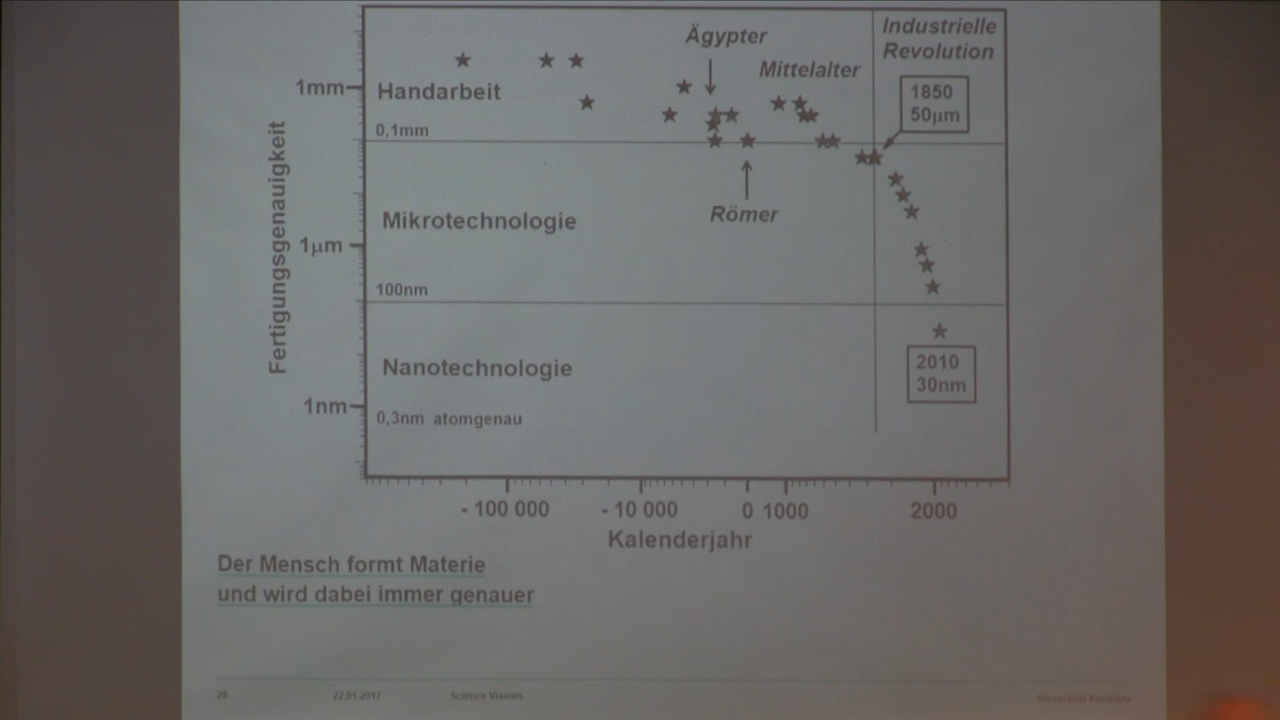 Ägypter
Industrielle
Revolution
Mittelalter
1850
50µm
1mm
Handarbeit
0,1mm
Fertigungsgenauigkeit
Römer
Mikrotechnologie
1µm
100nm
Nanotechnologie
2010
30nm
1nm
0,3nm atomgenau
- 100 000 - 10 000 0 1000 2000
Kalenderjahr
Der Mensch formt Materie
und wird dabei immer genauer
28 22.01.2017 Science Visions Universität